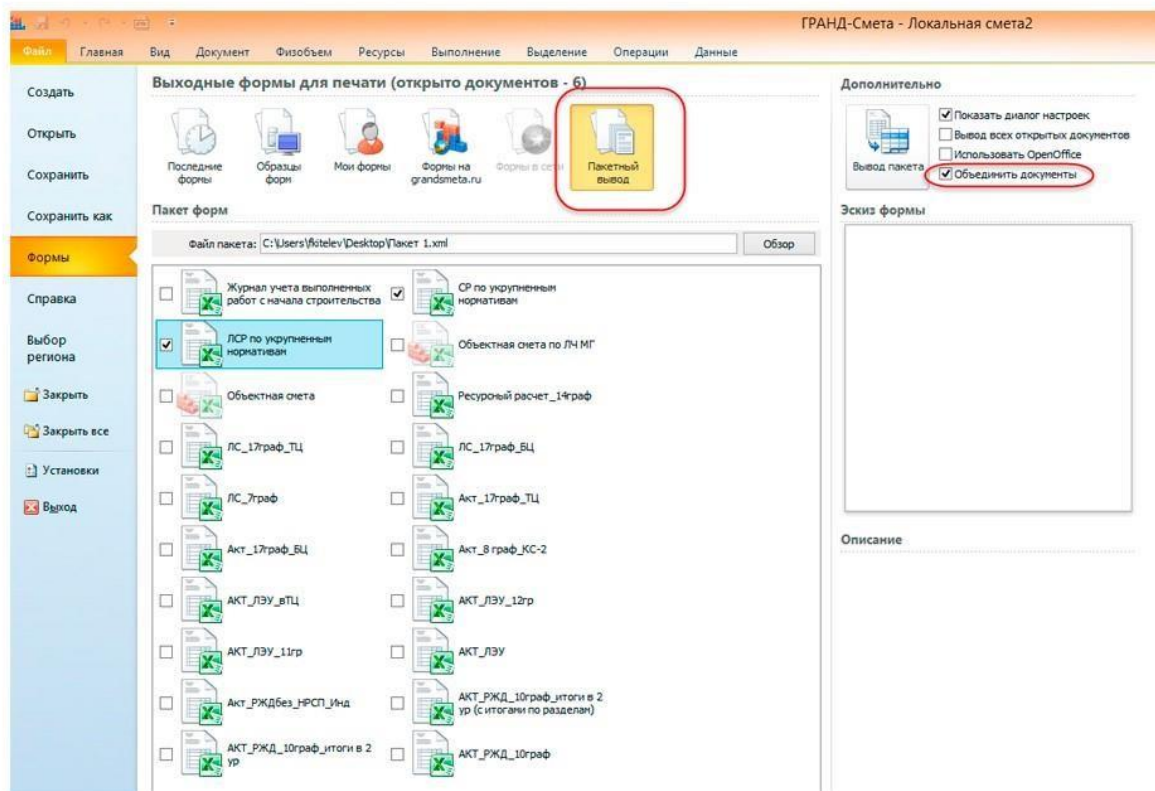 ГРАНД-Смета - Локальная смета2
Файл Главная Вид Документ Физобъем Ресурсы Выполнение Выделение Операции Данные
Создать
Открыть
Сохранить
Сохранить как
Формы
Справка
Выбор
региона
Закрыть
Закрыть все
Установки
Выход
Выходные формы для печати (открыто документов - 6)
Последние
формы
Образцы
форм
Мои формы
Формы на
grandsmeta.ru
Формы в сети
Пакетный
вывод
Пакет форм
Файл пакета: C:\Users\fkitelev\Desktop\Пакет 1.xml Обзор
Журнал учета выполненных
работ с начала строительства
СР по укрупненным
нормативам
ЛСР по укрупненным
нормативам
Объектная смета по ЛЧ МГ
Объектная смета
Ресурсный расчет_14граф
ЛС_17граф_ТЦ
ЛС_17граф_БЦ
ЛС_7граф
Акт_17граф_ТЦ
Акт_17граф_БЦ
Акт_8 граф_КС-2
АКТ_ЛЭУ_вТЦ
АКТ_ЛЭУ_12гр
АКТ_ЛЭУ_11гр
АКТ_ЛЭУ
Акт_РЖДбез_НРСП_Инд
АКТ_РЖД_10граф_итоги в 2
ур (с итогами по разделам)
АКТ_РЖД_10граф_итоги в 2
ур
АКТ_РЖД_10граф
Дополнительно
Вывод пакета
Показать диалог настроек
Вывод всех открытых документов
Использовать OpenOffice
Объединить документы
Эскиз формы
Описание